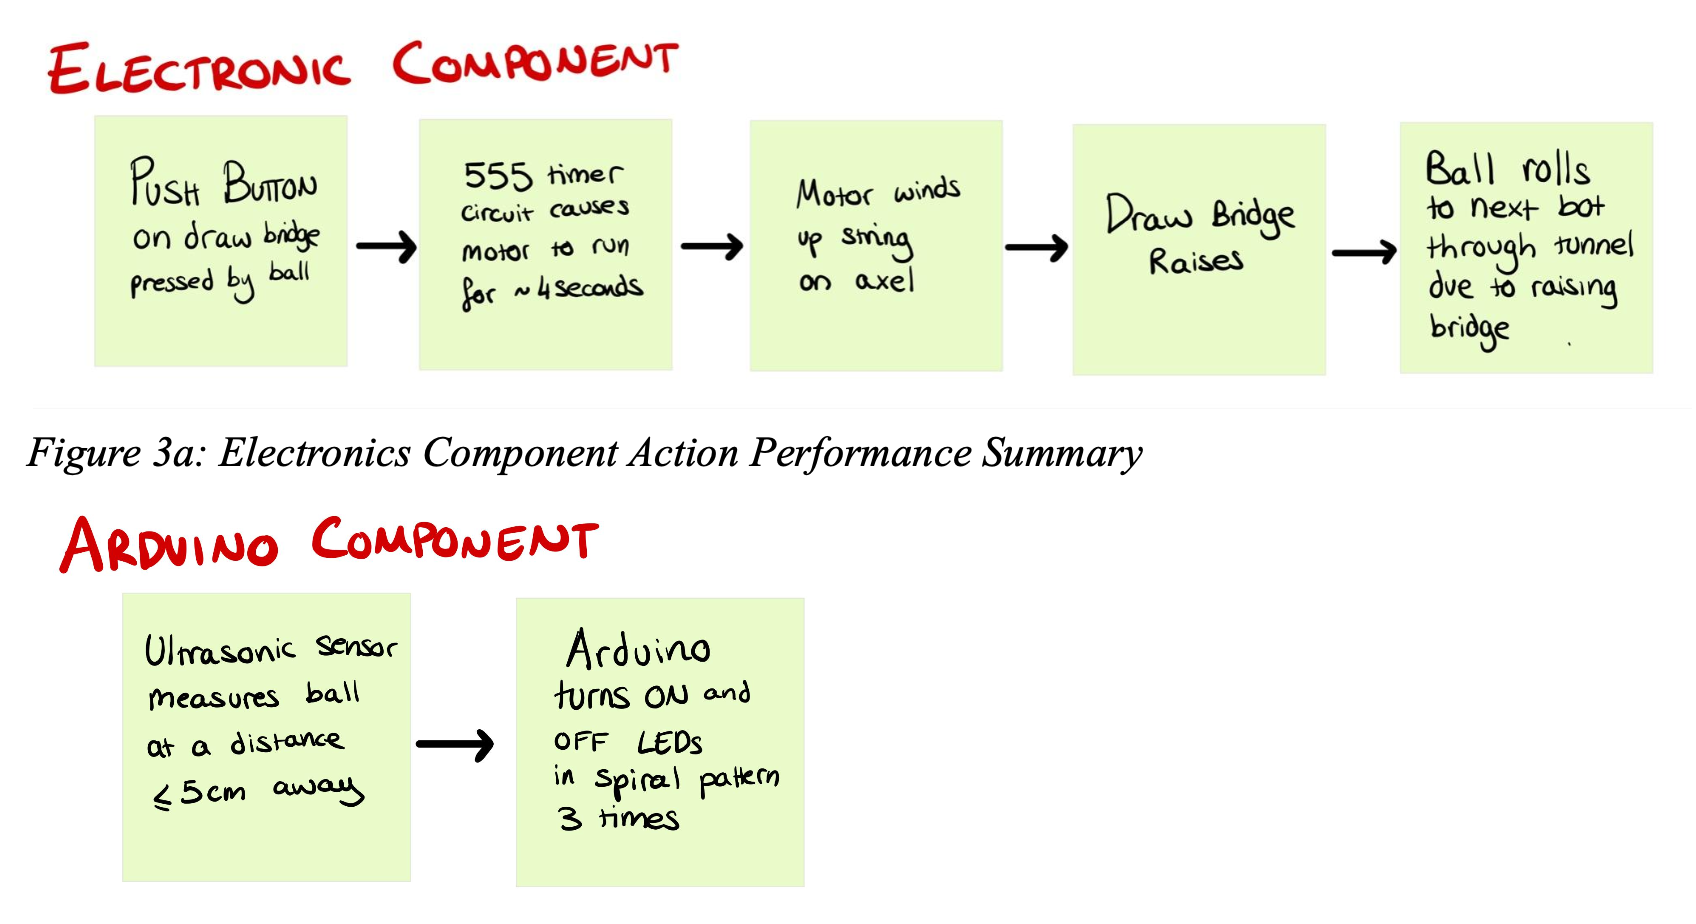 ELECTRONIC COMPONENT
PUSH BUTTON
on draw bridge
pressed by ball
555 timer
circuit causes
motor to run
for ~4seconds
Motor winds
up string
on axel
Draw Bridge
Raises
Ball rolls
to next bot
through tunnel
due to raising
bridge
Figure 3a: Electronics Component Action Performance Summary
ARDUINO COMPONENT
Ultrasonic sensor
measures ball
at a distance
≤5cm away
Arduino
turns ON and
OFF LEDs
in spiral pattern
3 times